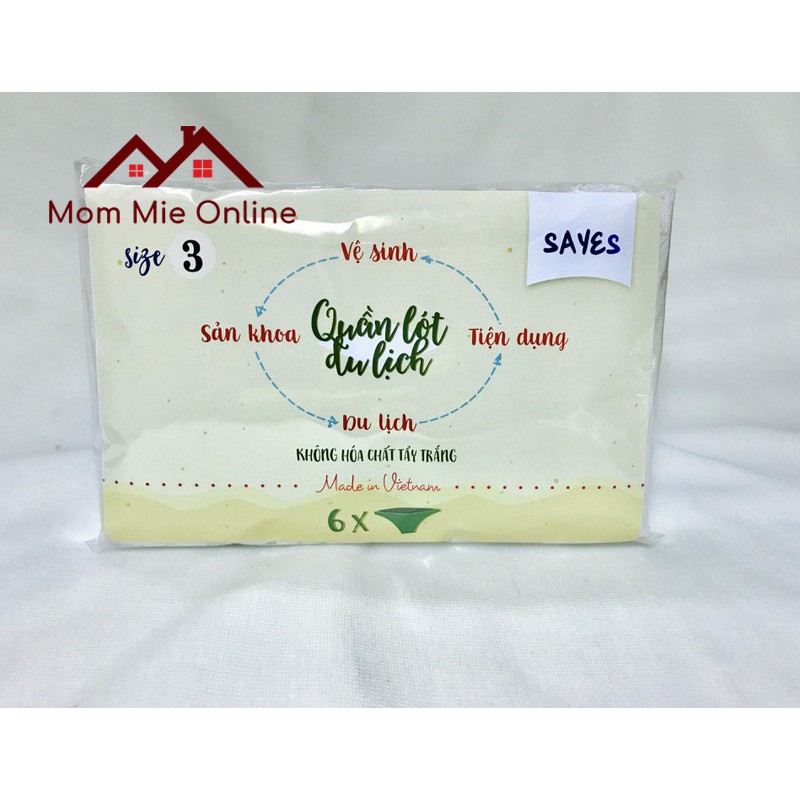 Mom Mie Online
size 3
SAYES
Vệ sinh
Sản khoa
Quần lót
du lịch
Tiện dụng
Du lịch
KHÔNG HÓA CHẤT TẨY TRẮNG
Made in Vietnam
6 X